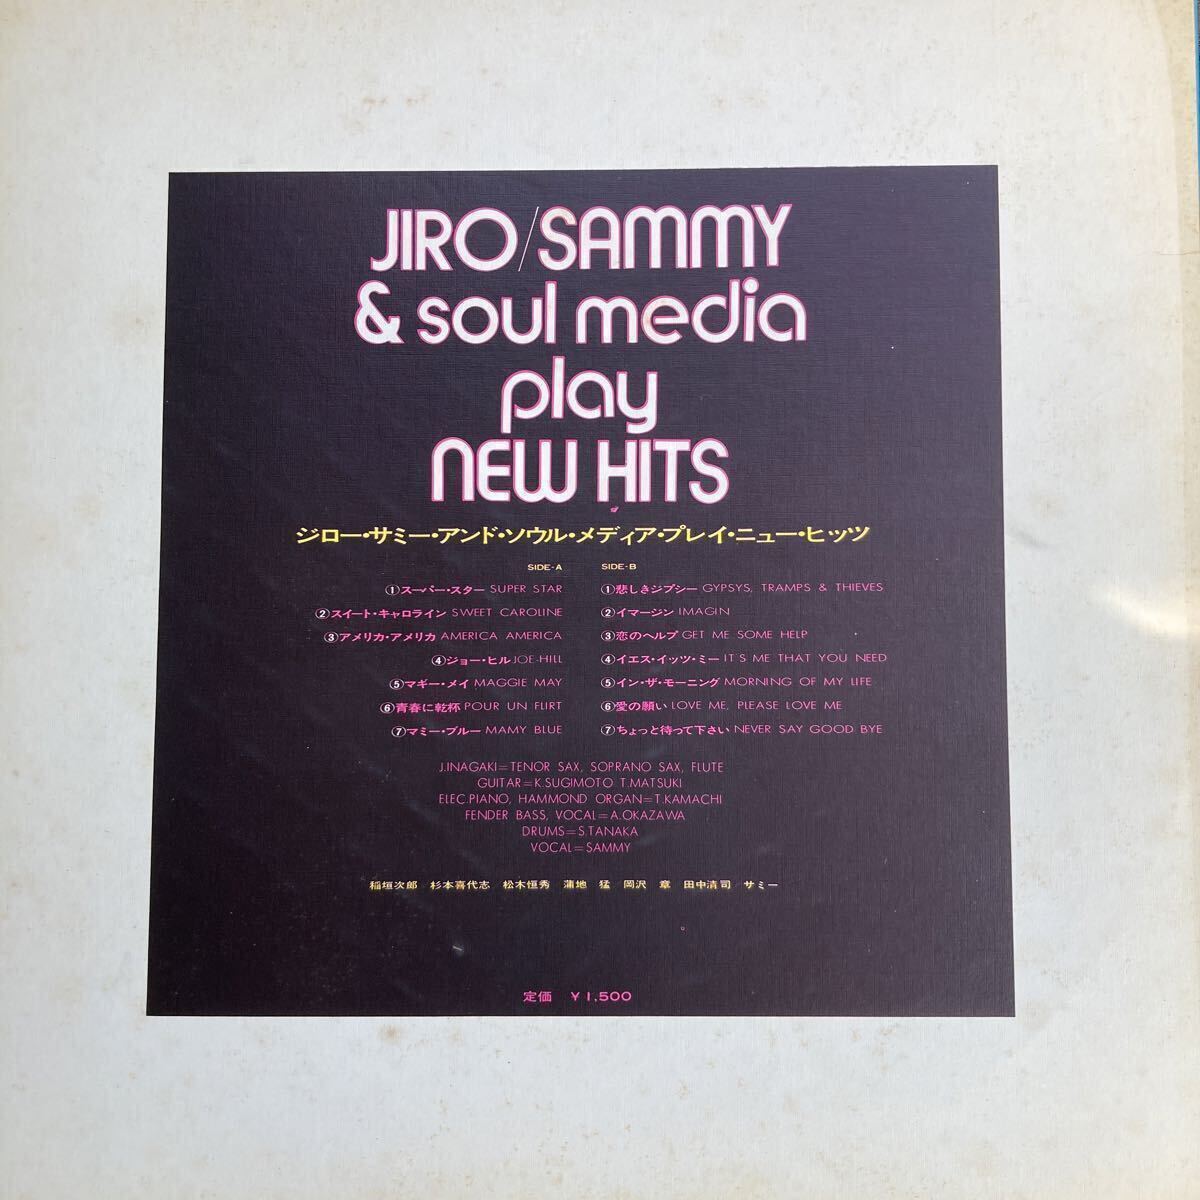 JIRO/SAMMY
& soul media
play
NEW HITS
ジロー・サミー・アンド・ソウル・メディア・プレイ・ニュー・ヒッツ
SIDE-A
①スーパー・スター SUPER STAR
②スイート・キャロライン SWEET CAROLINE
③アメリカ・アメリカ AMERICA AMERICA
④ジョー・ヒル JOE-HILL
⑤マギー・メイ MAGGIE MAY
⑥青春に乾杯 POUR UN FLIRT
⑦マミー・ブルー MAMY BLUE
SIDE-B
①悲しきジプシー GYPSYS, TRAMPS & THIEVES
②イマージン IMAGIN
③恋のヘルプ GET ME SOME HELP
④イエス・イッツ・ミー IT'S ME THAT YOU NEED
⑤イン・ザ・モーニング MORNING OF MY LIFE
⑥愛の願い LOVE ME, PLEASE LOVE ME
⑦ちょっと待って下さい NEVER SAY GOOD BYE
J.INAGAKI=TENOR SAX, SOPRANO SAX, FLUTE
GUITAR=K.SUGIMOTO T.MATSUKI
ELEC.PIANO, HAMMOND ORGAN=T.KAMACHI
FENDER BASS, VOCAL=A.OKAZAWA
DRUMS=S.TANAKA
VOCAL=SAMMY
稲垣次郎 杉本喜代志 松木恒秀 蒲地 猛 岡沢 章 田中清司 サミー
定価 ¥1,500